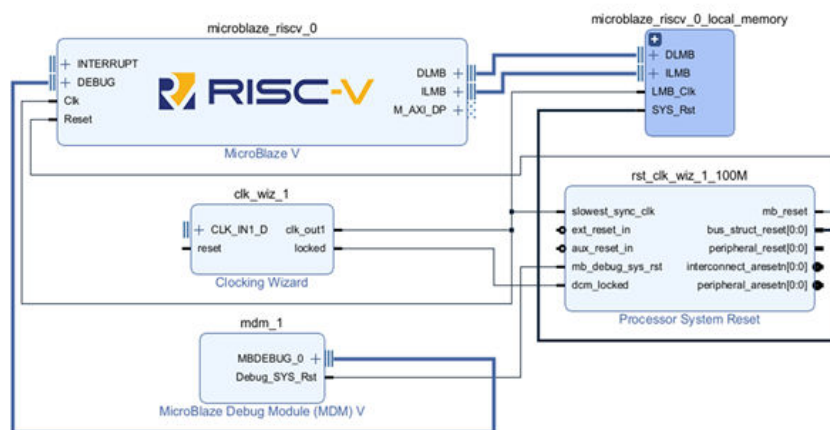 microblaze_riscv_0
INTERRUPT
DEBUG
Clk
Reset
RISC-V
DLMB
ILMB
M_AXI_DP
MicroBlaze V
microblaze_riscv_0_local_memory
DLMB
ILMB
LMB_Clk
SYS_Rst
clk_wiz_1
CLK_IN1_D
reset
clk_out1
locked
Clocking Wizard
rst_clk_wiz_1_100M
slowest_sync_clk
ext_reset_in
aux_reset_in
mb_debug_sys_rst
dcm_locked
mb_reset
bus_struct_reset[0:0]
peripheral_reset[0:0]
interconnect_aresetn[0:0]
peripheral_aresetn[0:0]
Processor System Reset
mdm_1
MBDEBUG_0
Debug_SYS_Rst
MicroBlaze Debug Module (MDM) V